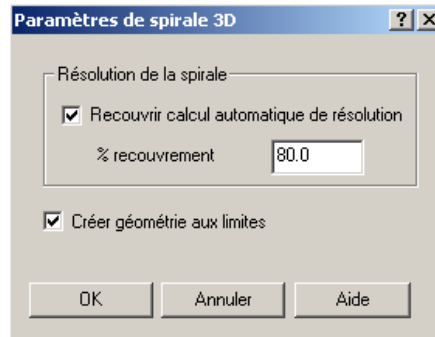 Paramètres de spirale 3D
Résolution de la spirale
Recouvrir calcul automatique de résolution
% recouvrement 80.0
Créer géométrie aux limites
OK Annuler Aide